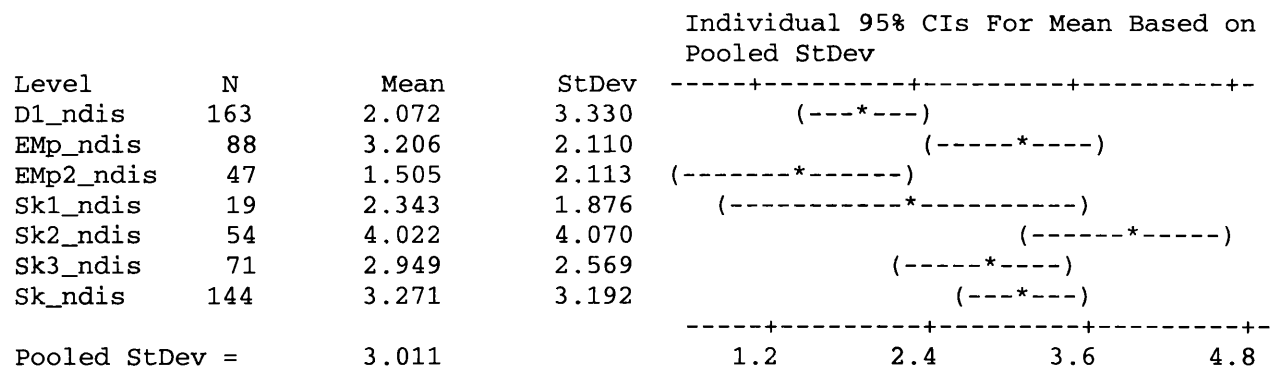 Individual 95% CIs For Mean Based on
                                           Pooled StDev
Level        N         Mean       StDev   -----+---------+---------+---------+-
D1_ndis     163        2.072      3.330           (---*---)
EMp_ndis     88        3.206      2.110                   (-----*----)
EMp2_ndis    47        1.505      2.113   (-------*------)
Sk1_ndis     19        2.343      1.876      (-----------*----------)
Sk2_ndis     54        4.022      4.070                         (------*-----)
Sk3_ndis     71        2.949      2.569                 (-----*----)
Sk_ndis     144        3.271      3.192                     (---*---)
                                           -----+---------+---------+---------+-
Pooled StDev =         3.011                   1.2       2.4       3.6       4.8